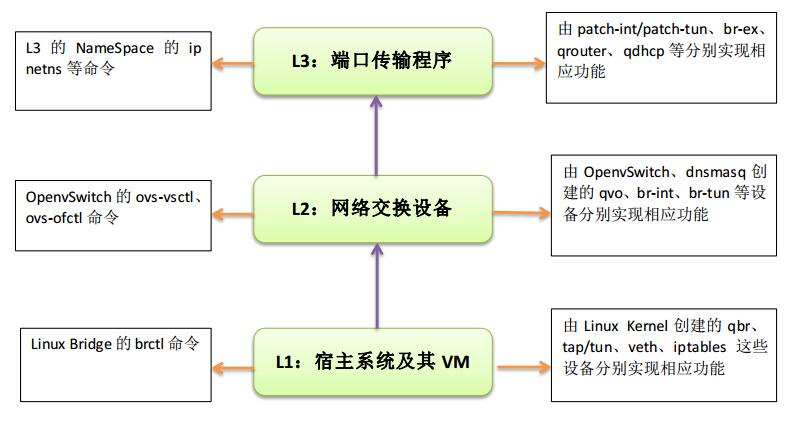 L3 的 NameSpace 的 ip
netns 等命令
L3：端口传输程序
由 patch-int/patch-tun、br-ex、
qrouter、qdhcp 等分别实现相
应功能
OpenvSwitch 的 ovs-vsctl、
ovs-ofctl 命令
L2：网络交换设备
由 OpenvSwitch、dnsmasq 创
建的 qvo、br-int、br-tun 等设
备分别实现相应功能
Linux Bridge 的 brctl 命令
L1：宿主系统及其 VM
由 Linux Kernel 创建的 qbr、
tap/tun、veth、iptables 这些
设备分别实现相应功能